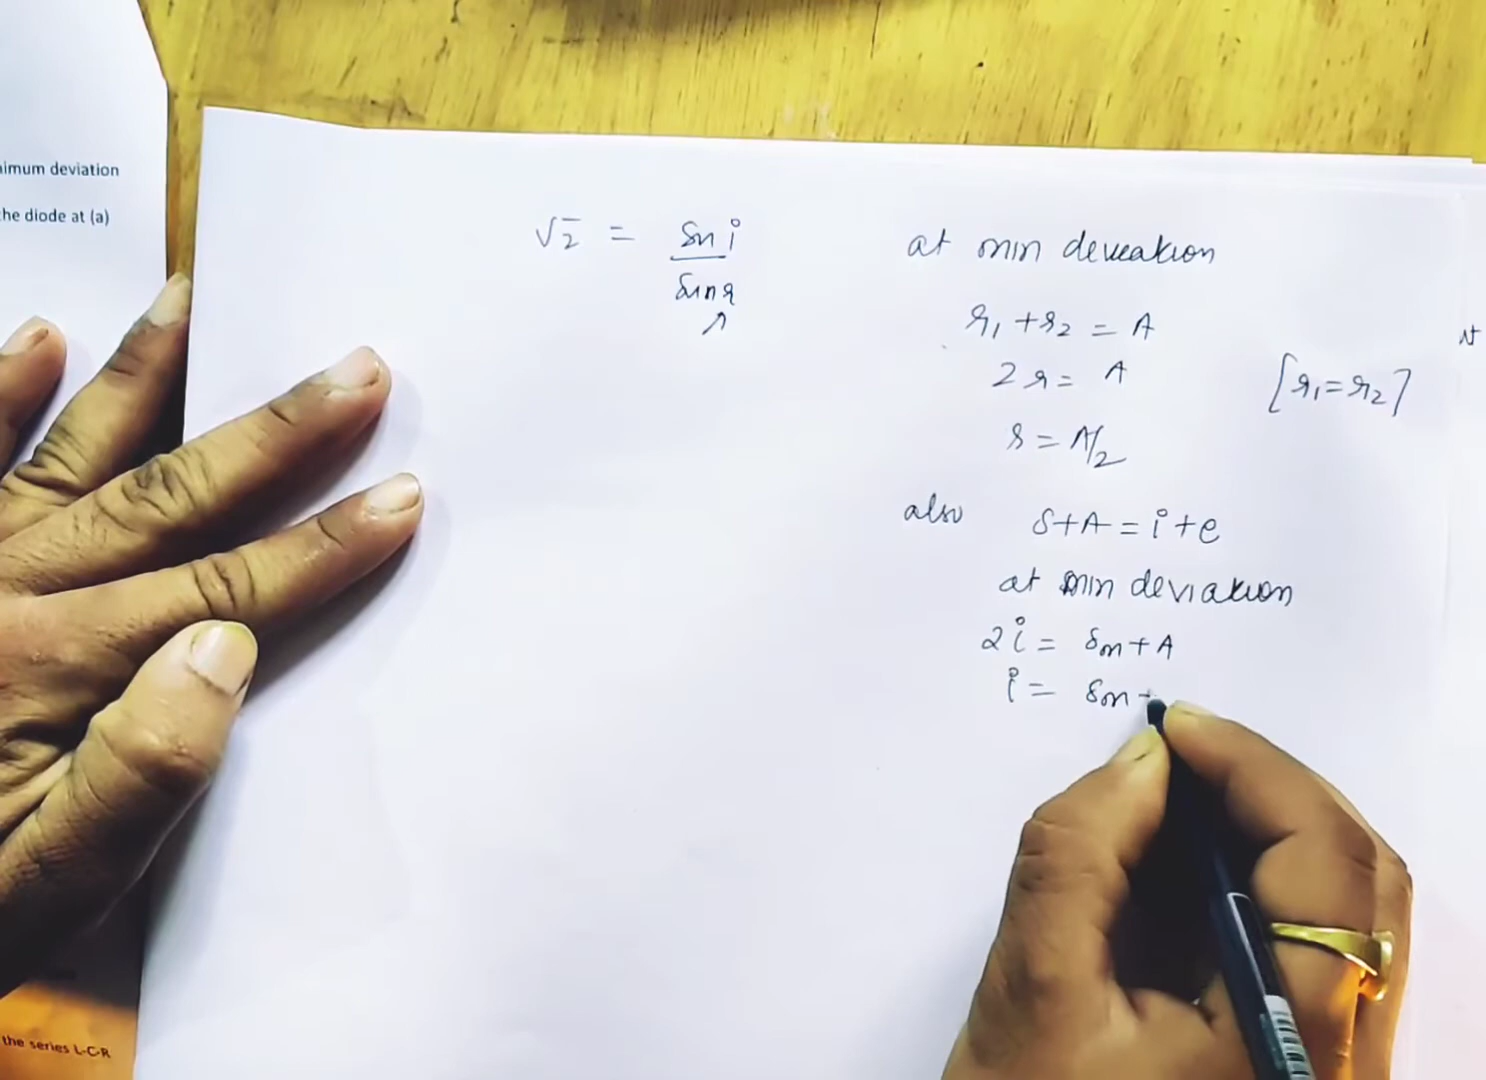 imum deviation
he diode at (a)
√2 = sin i / sin r
at min deviation
r₁ + r₂ = A
2r = A
[r₁ = r₂]
r = A/2
also δ + A = i + e
at min deviation
2i = δm + A
i = δm +
the series L-C-R